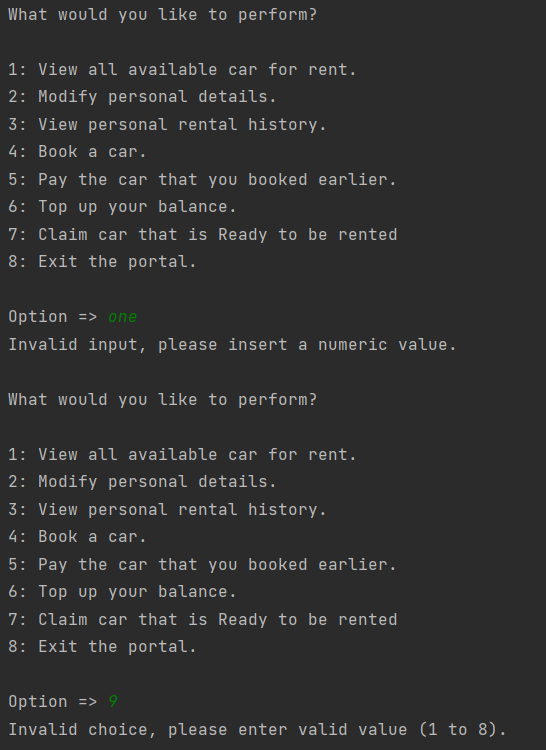 What would you like to perform?
1: View all available car for rent.
2: Modify personal details.
3: View personal rental history.
4: Book a car.
5: Pay the car that you booked earlier.
6: Top up your balance.
7: Claim car that is Ready to be rented
8: Exit the portal.
Option => one
Invalid input, please insert a numeric value.
What would you like to perform?
1: View all available car for rent.
2: Modify personal details.
3: View personal rental history.
4: Book a car.
5: Pay the car that you booked earlier.
6: Top up your balance.
7: Claim car that is Ready to be rented
8: Exit the portal.
Option => 9
Invalid choice, please enter valid value (1 to 8).